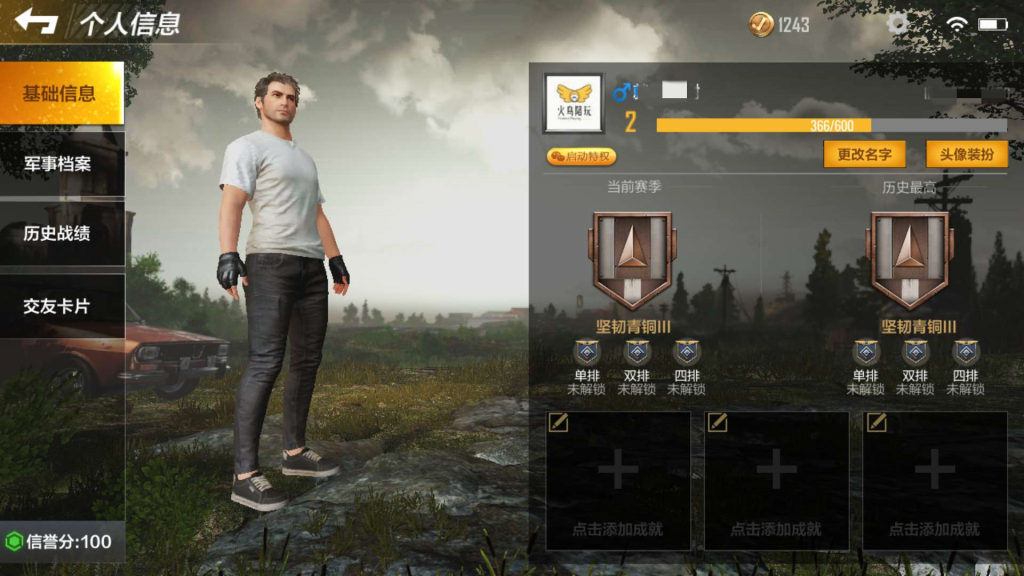 个人信息
1243
基础信息
军事档案
历史战绩
交友卡片
信誉分:100
火鸟陪玩
2
366/600
启动特权
更改名字
头像装扮
当前赛季
历史最高
坚韧青铜III
坚韧青铜III
单排
双排
四排
未解锁
未解锁
未解锁
单排
双排
四排
未解锁
未解锁
未解锁
点击添加成就
点击添加成就
点击添加成就